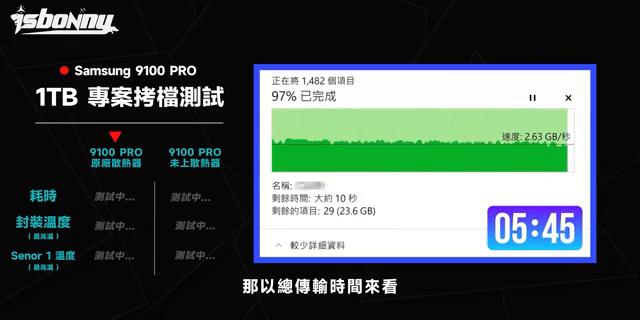 isbonny
Samsung 9100 PRO
1TB 專案拷檔測試
9100 PRO
原廠散熱器
9100 PRO
未上散熱器
耗時
測試中...
測試中...
封裝溫度
(最高溫)
測試中...
測試中...
Senor 1 溫度
(最高溫)
測試中...
測試中...
正在將 1,482 個項目
97% 已完成
速度: 2.63 GB/秒
名稱:
剩餘時間: 大約 10 秒
剩餘的項目: 29 (23.6 GB)
05:45
較少詳細資料
那以總傳輸時間來看